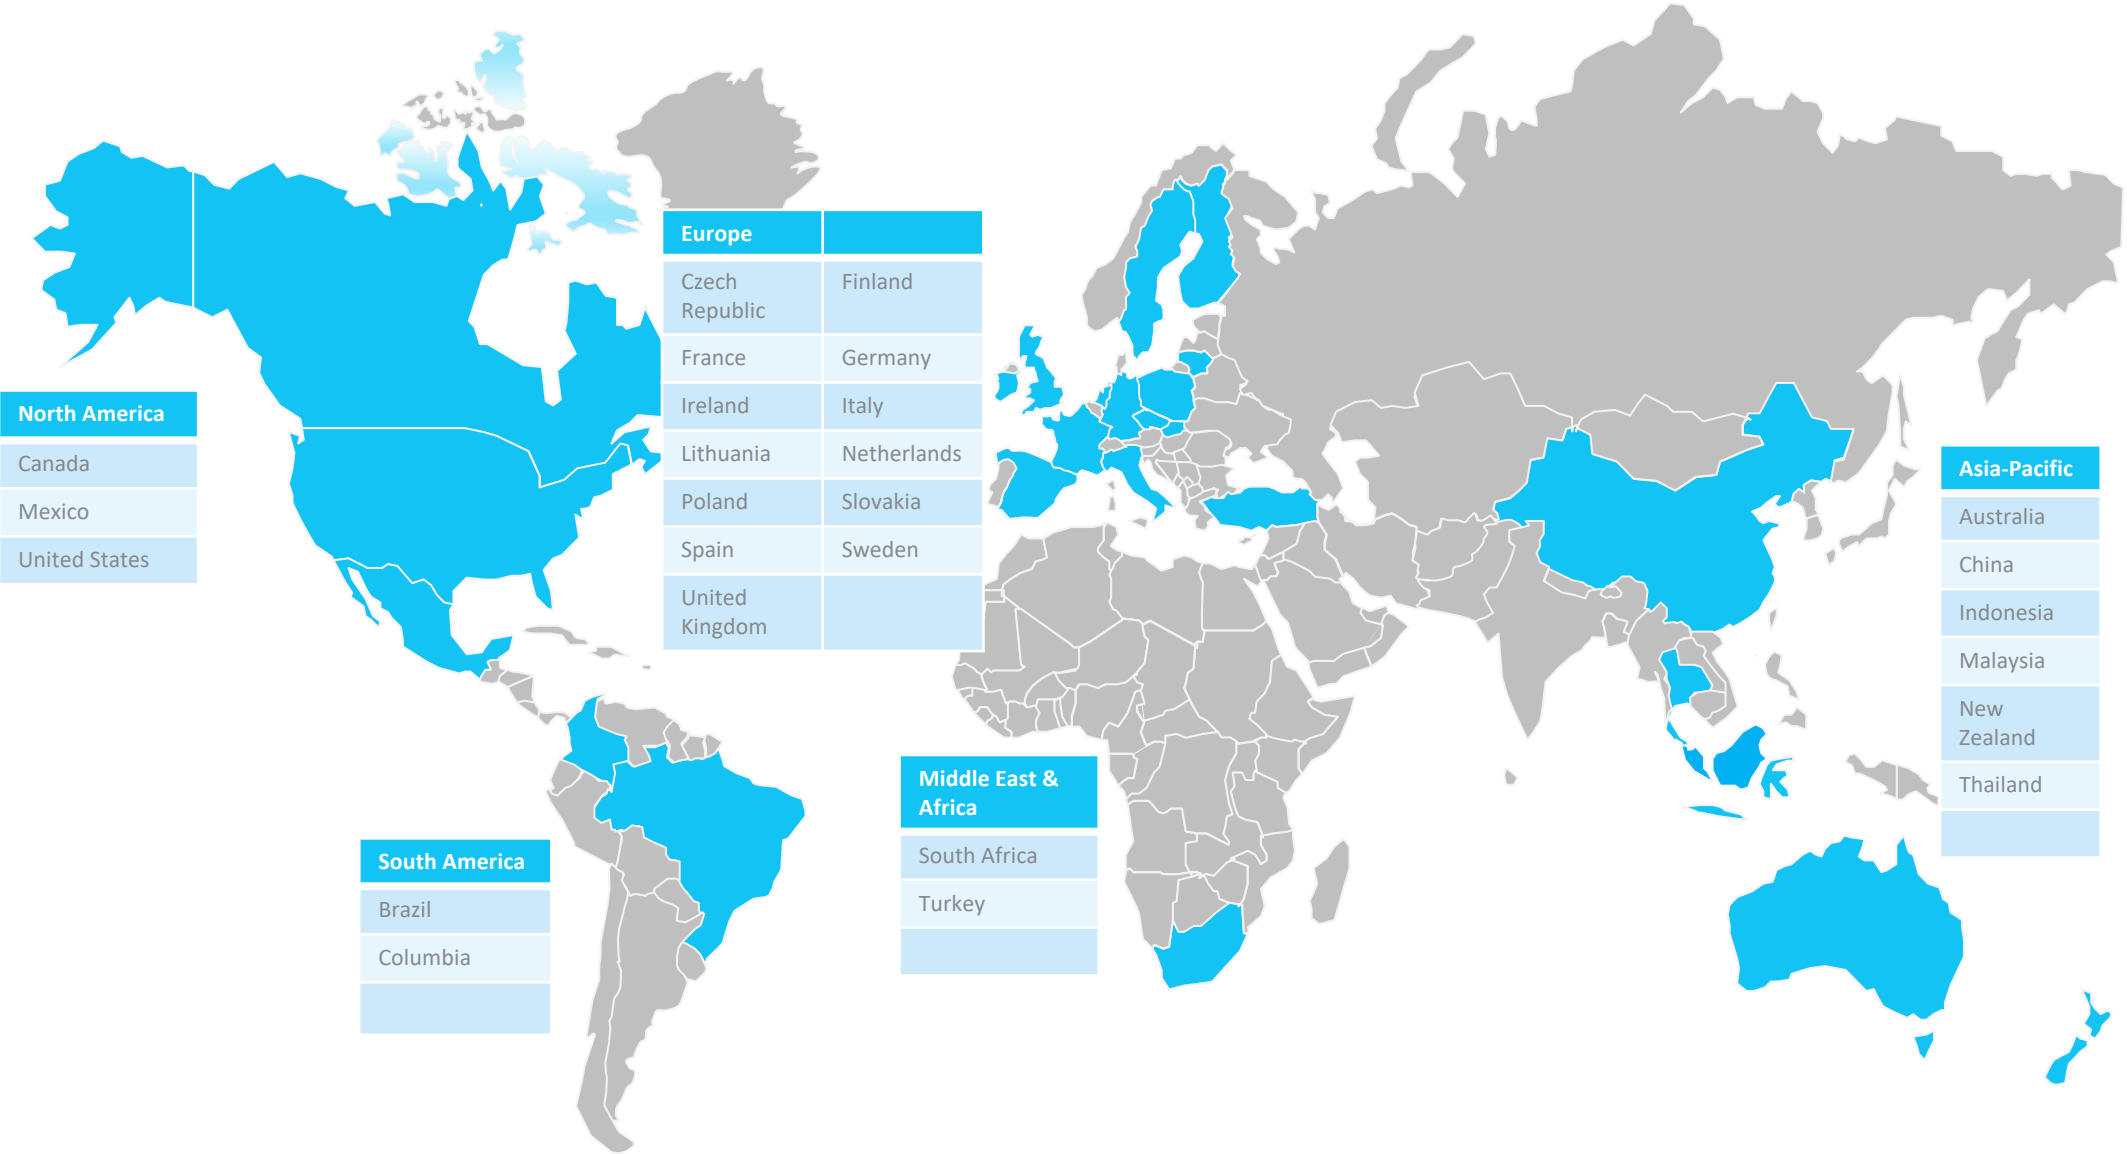 Europe
Czech
Republic
Finland
France
Germany
Ireland
Italy
Lithuania
Netherlands
Poland
Slovakia
Spain
Sweden
United
Kingdom
North America
Canada
Mexico
United States
Asia-Pacific
Australia
China
Indonesia
Malaysia
New
Zealand
Thailand
Middle East &
Africa
South Africa
Turkey
South America
Brazil
Columbia